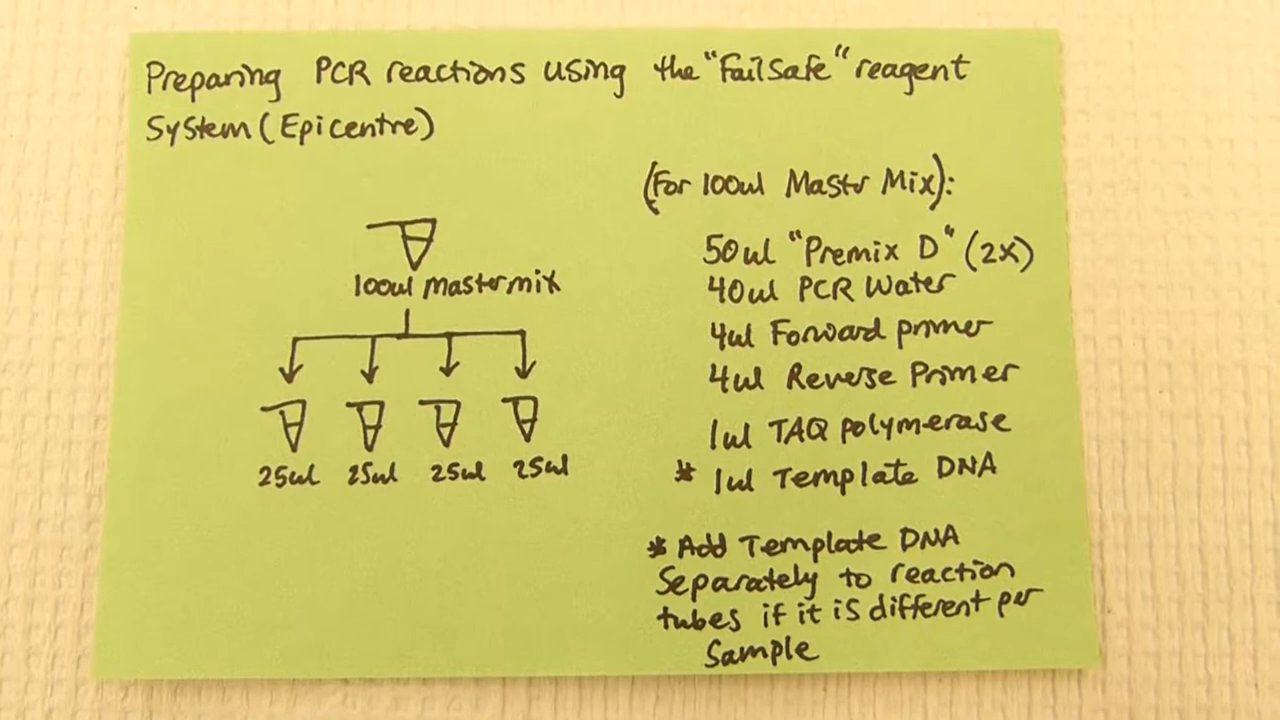 Preparing PCR reactions using the "FailSafe" reagent
System (Epicentre)
100ul mastermix
25ul 25ul 25ul 25ul
(For 100ul Master Mix):
50ul "Premix D" (2X)
40ul PCR Water
4ul Forward primer
4ul Reverse Primer
1ul TAQ polymerase
* 1ul Template DNA
* Add Template DNA
Separately to reaction
tubes if it is different per
Sample